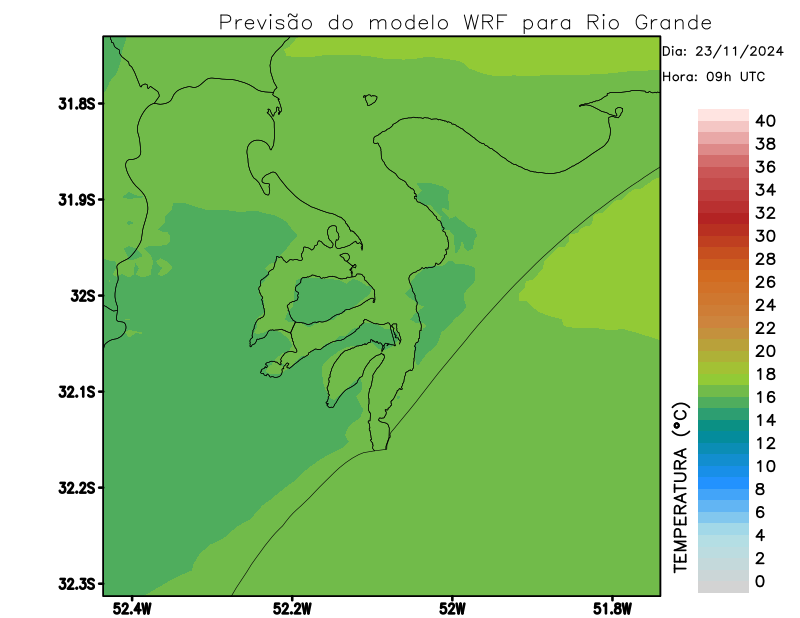 Previsão do modelo WRF para Rio Grande
Dia: 23/11/2024
Hora: 09h UTC
31.8S
31.9S
32S
32.1S
32.2S
32.3S
52.4W
52.2W
52W
51.8W
TEMPERATURA (°C)
40
38
36
34
32
30
28
26
24
22
20
18
16
14
12
10
8
6
4
2
0